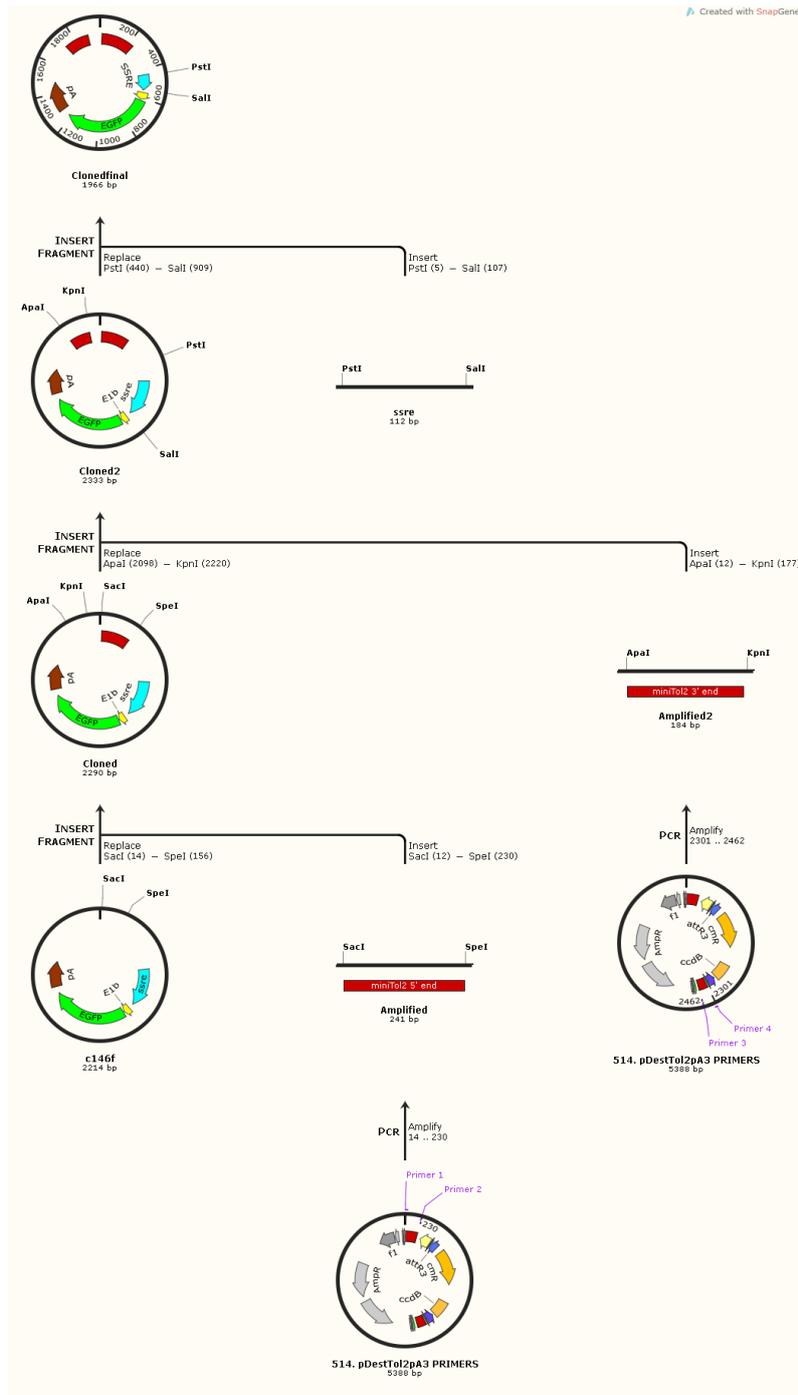 Created with SnapGene
1800
200
400
600
800
1000
1200
1400
1600
PstI
SalI
SSRE
EGFP
pA
Clonedfinal
1966 bp
INSERT
FRAGMENT
Replace
PstI (440) – SalI (909)
Insert
PstI (5) – SalI (107)
KpnI
ApaI
PstI
SalI
pA
E1b
ssre
EGFP
Cloned2
2333 bp
PstI
SalI
ssre
112 bp
INSERT
FRAGMENT
Replace
ApaI (2098) – KpnI (2220)
Insert
ApaI (12) – KpnI (177)
KpnI
SacI
ApaI
SpeI
pA
E1b
ssre
EGFP
Cloned
2290 bp
ApaI
KpnI
miniTol2 3' end
Amplified2
184 bp
INSERT
FRAGMENT
Replace
SacI (14) – SpeI (156)
Insert
SacI (12) – SpeI (230)
PCR
Amplify
2301 .. 2462
SacI
SpeI
pA
E1b
ssre
EGFP
c146f
2214 bp
SacI
SpeI
miniTol2 5' end
Amplified
241 bp
f1
attR3
cmR
AmpR
ccdB
2301
2462
Primer 4
Primer 3
514. pDestTol2pA3 PRIMERS
5388 bp
PCR
Amplify
14 .. 230
Primer 1
Primer 2
230
f1
attR3
cmR
AmpR
ccdB
514. pDestTol2pA3 PRIMERS
5388 bp